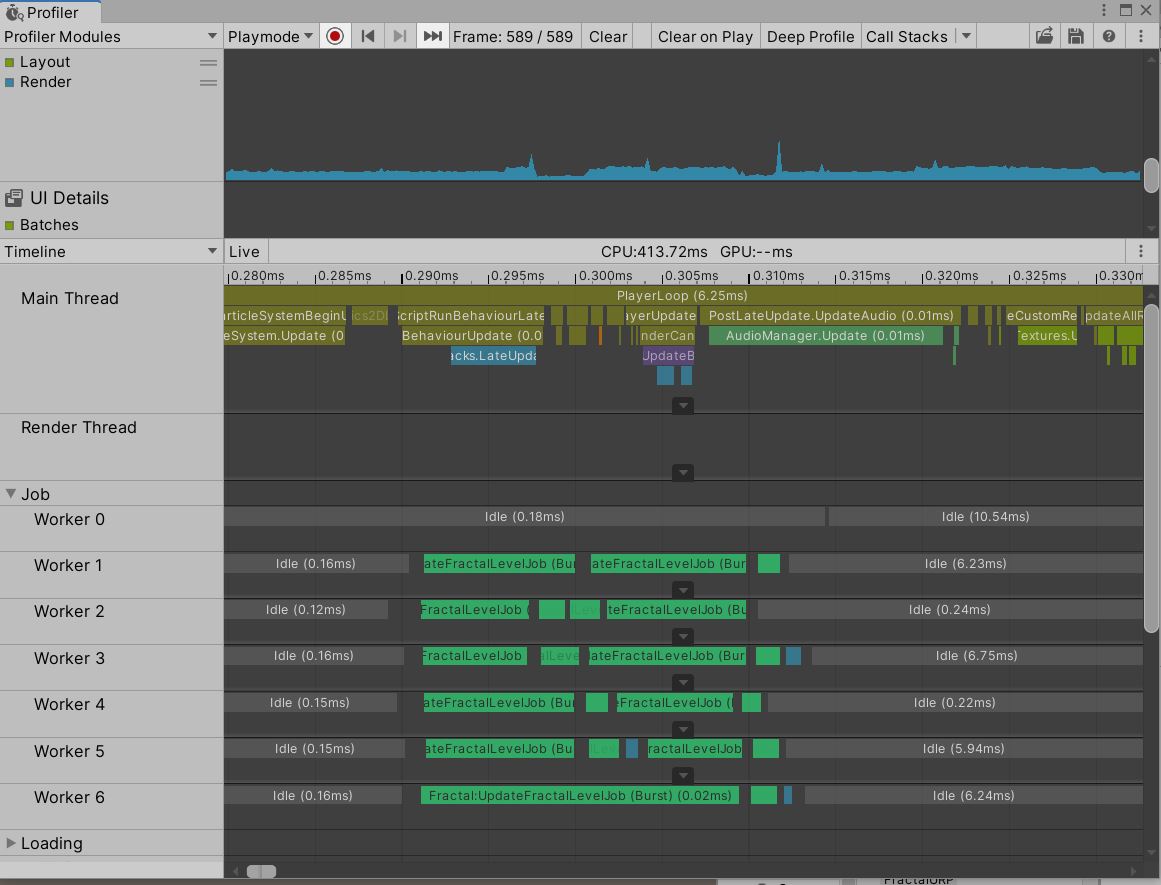 Profiler
Profiler Modules Playmode Frame: 589 / 589 Clear Clear on Play Deep Profile Call Stacks
Layout
Render
UI Details
Batches
Timeline Live CPU:413.72ms GPU:--ms
0.280ms 0.285ms 0.290ms 0.295ms 0.300ms 0.305ms 0.310ms 0.315ms 0.320ms 0.325ms 0.330m
Main Thread
PlayerLoop (6.25ms)
articleSystemBeginU ics2D ScriptRunBehaviourLate ayerUpdate PostLateUpdate.UpdateAudio (0.01ms) eCustomRe pdateAllR
eSystem.Update (0 BehaviourUpdate (0.0 nderCan AudioManager.Update (0.01ms) extures.U
acks.LateUpda UpdateB
Render Thread
Job
Worker 0 Idle (0.18ms) Idle (10.54ms)
Worker 1 Idle (0.16ms) ateFractalLevelJob (Bur ateFractalLevelJob (Bur Idle (6.23ms)
Worker 2 Idle (0.12ms) FractalLevelJob ( Lev teFractalLevelJob (Bu Idle (0.24ms)
Worker 3 Idle (0.16ms) FractalLevelJob alLeve ateFractalLevelJob (Bur Idle (6.75ms)
Worker 4 Idle (0.15ms) ateFractalLevelJob (Bu eFractalLevelJob ( Idle (0.22ms)
Worker 5 Idle (0.15ms) ateFractalLevelJob (Bu lLev ractalLevelJob Idle (5.94ms)
Worker 6 Idle (0.16ms) Fractal:UpdateFractalLevelJob (Burst) (0.02ms) Idle (6.24ms)
Loading
FractalURP